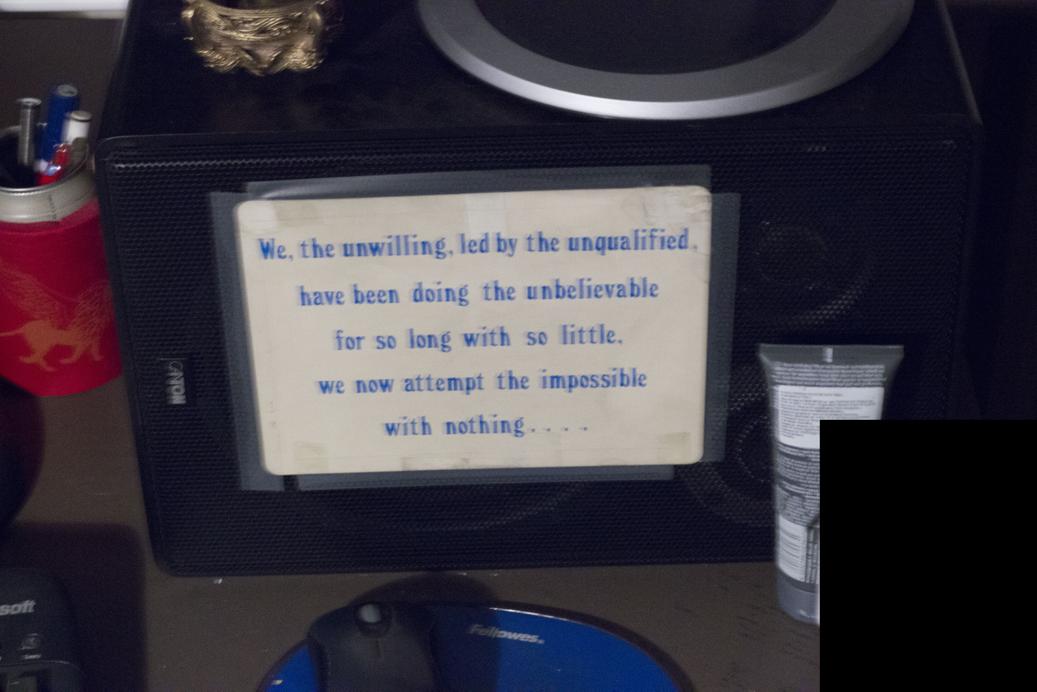 We, the unwilling, led by the unqualified,
have been doing the unbelievable
for so long with so little,
we now attempt the impossible
with nothing....
CANTON
soft
Fellowes.